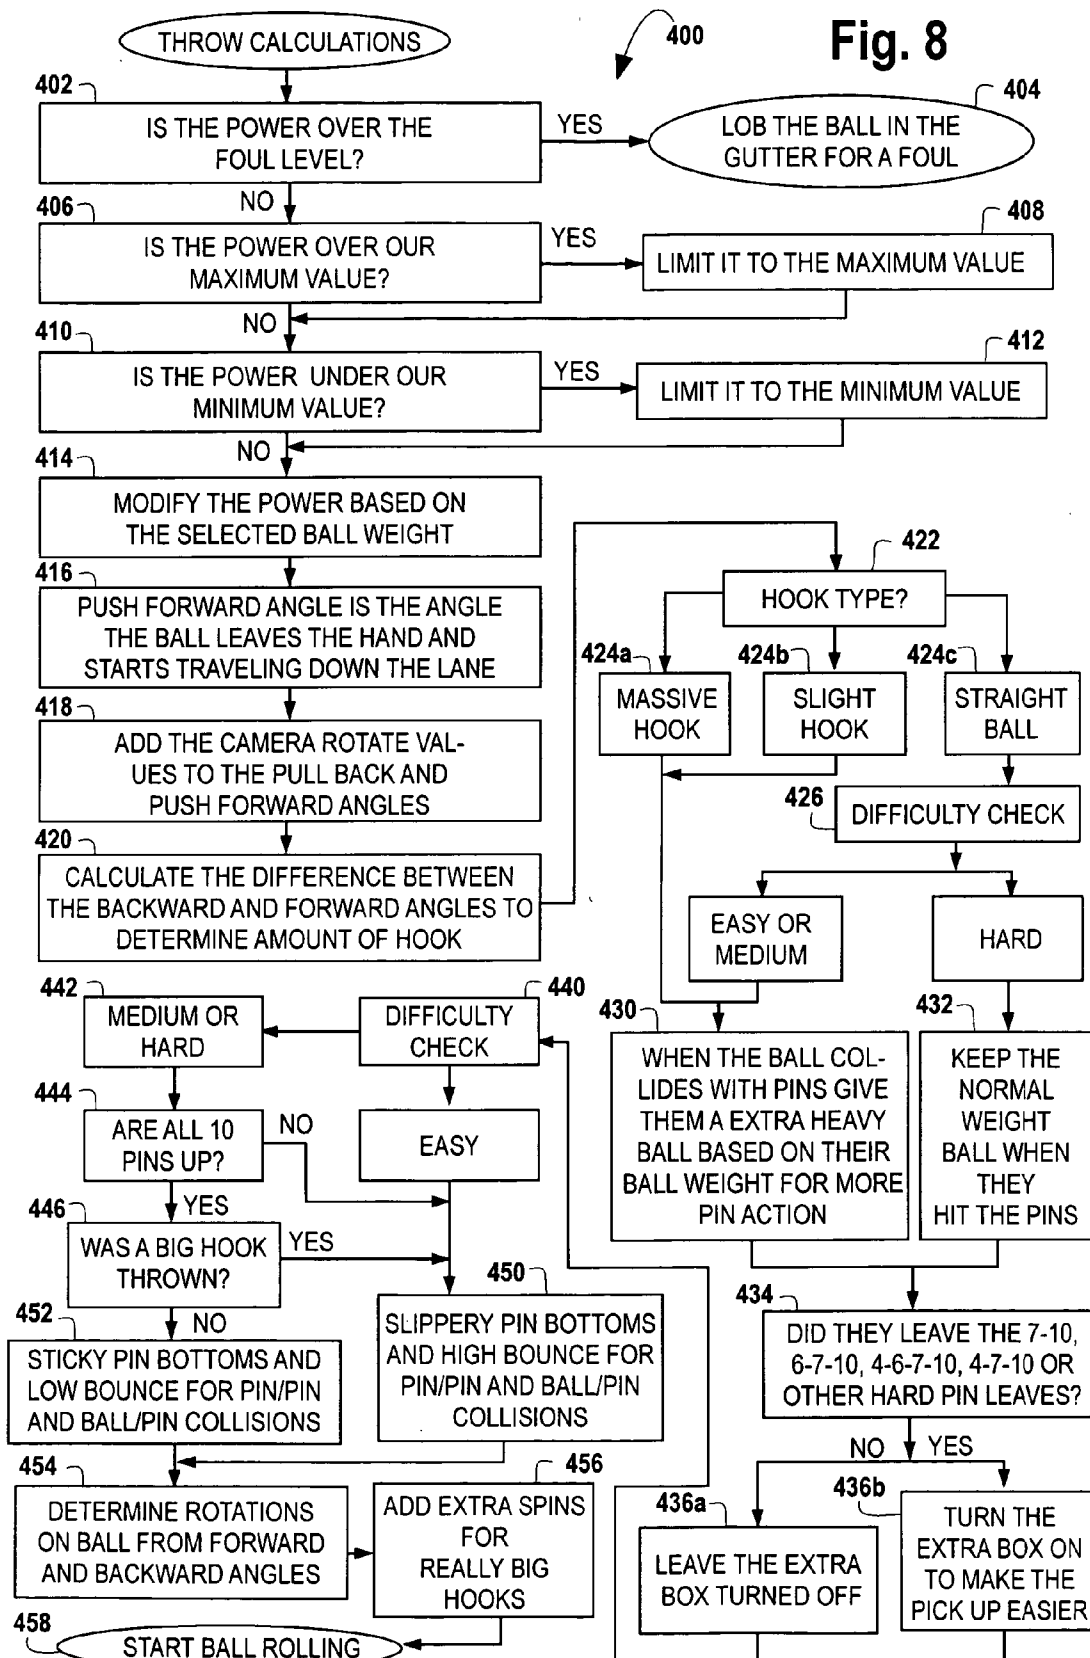 Fig. 8
400
THROW CALCULATIONS
402
IS THE POWER OVER THE
FOUL LEVEL?
YES
404
LOB THE BALL IN THE
GUTTER FOR A FOUL
NO
406
IS THE POWER OVER OUR
MAXIMUM VALUE?
YES
408
LIMIT IT TO THE MAXIMUM VALUE
NO
410
IS THE POWER UNDER OUR
MINIMUM VALUE?
YES
412
LIMIT IT TO THE MINIMUM VALUE
NO
414
MODIFY THE POWER BASED ON
THE SELECTED BALL WEIGHT
416
PUSH FORWARD ANGLE IS THE ANGLE
THE BALL LEAVES THE HAND AND
STARTS TRAVELING DOWN THE LANE
418
ADD THE CAMERA ROTATE VAL-
UES TO THE PULL BACK AND
PUSH FORWARD ANGLES
420
CALCULATE THE DIFFERENCE BETWEEN
THE BACKWARD AND FORWARD ANGLES TO
DETERMINE AMOUNT OF HOOK
422
HOOK TYPE?
424a
MASSIVE
HOOK
424b
SLIGHT
HOOK
424c
STRAIGHT
BALL
426
DIFFICULTY CHECK
EASY OR
MEDIUM
HARD
430
WHEN THE BALL COL-
LIDES WITH PINS GIVE
THEM A EXTRA HEAVY
BALL BASED ON THEIR
BALL WEIGHT FOR MORE
PIN ACTION
432
KEEP THE
NORMAL
WEIGHT
BALL WHEN
THEY
HIT THE PINS
434
DID THEY LEAVE THE 7-10,
6-7-10, 4-6-7-10, 4-7-10 OR
OTHER HARD PIN LEAVES?
NO
YES
436a
LEAVE THE EXTRA
BOX TURNED OFF
436b
TURN THE
EXTRA BOX ON
TO MAKE THE
PICK UP EASIER
440
DIFFICULTY
CHECK
442
MEDIUM OR
HARD
EASY
444
ARE ALL 10
PINS UP?
NO
YES
446
WAS A BIG HOOK
THROWN?
YES
NO
450
SLIPPERY PIN BOTTOMS
AND HIGH BOUNCE FOR
PIN/PIN AND BALL/PIN
COLLISIONS
452
STICKY PIN BOTTOMS AND
LOW BOUNCE FOR PIN/PIN
AND BALL/PIN COLLISIONS
454
DETERMINE ROTATIONS
ON BALL FROM FORWARD
AND BACKWARD ANGLES
456
ADD EXTRA SPINS
FOR
REALLY BIG
HOOKS
458
START BALL ROLLING